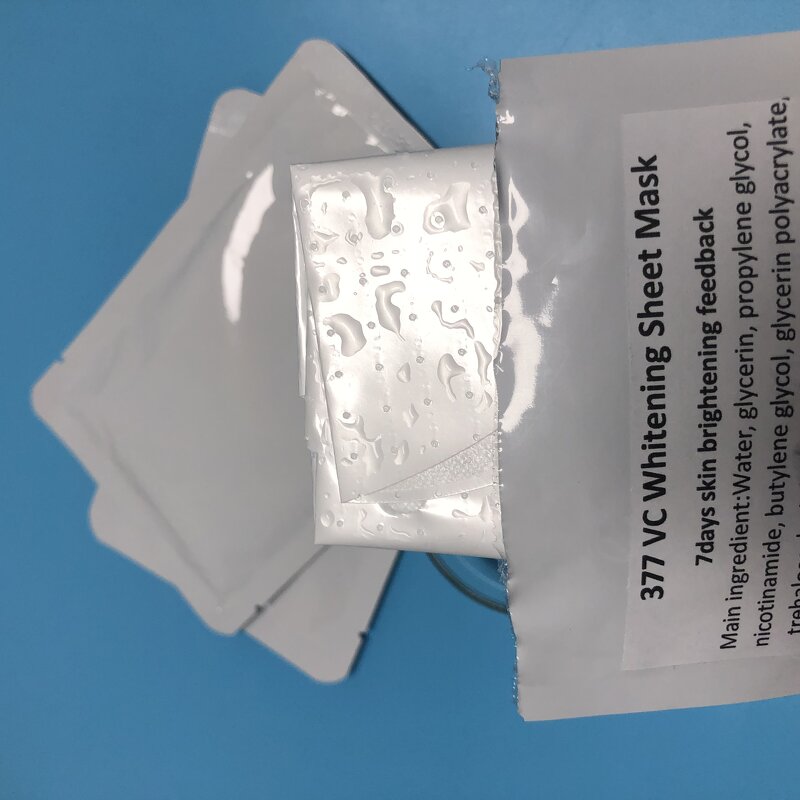 377 VC Whitening Sheet Mask
7days skin brightening feedback
Main ingredient:Water, glycerin, propylene glycol,
nicotinamide, butylene glycol, glycerin polyacrylate,